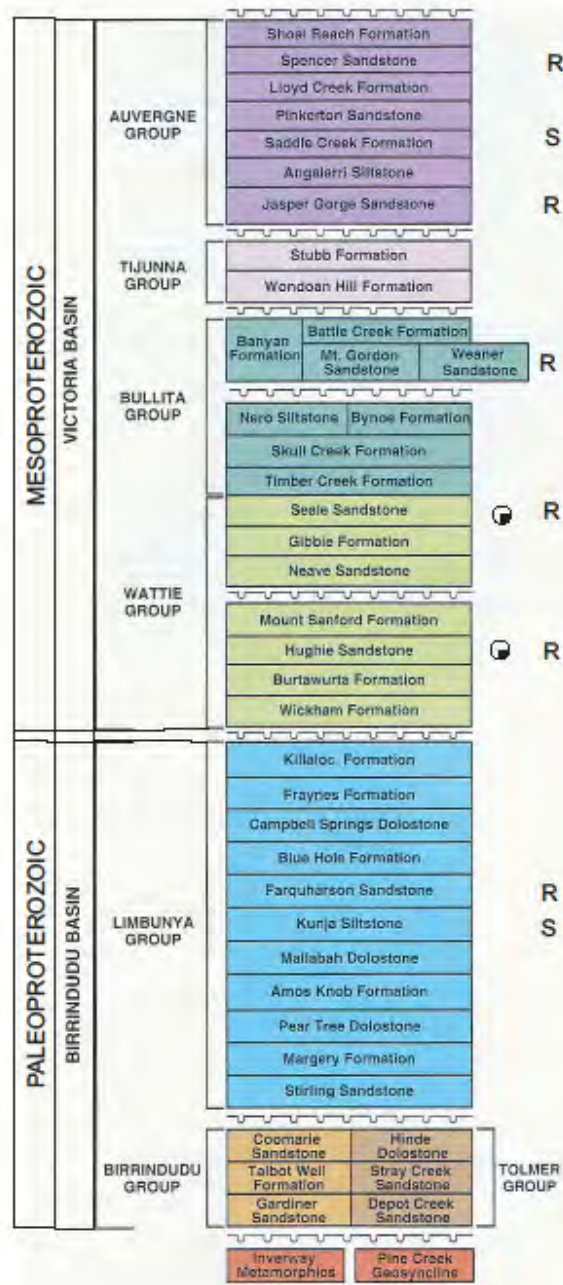 Shoal Reach Formation
Spencer Sandstone
R
Lloyd Creek Formation
Pinkerton Sandstone
AUVERGNE
GROUP
Saddle Creek Formation
S
Angalarri Siltstone
Jasper Gorge Sandstone
R
Stubb Formation
TIJUNNA
GROUP
Wondoan Hill Formation
Banyan
Formation
Battle Creek Formation
Mt. Gordon
Sandstone
Weaner
Sandstone
R
BULLITA
GROUP
Nero Siltstone
Bynoe Formation
Skull Creek Formation
Timber Creek Formation
Seale Sandstone
R
Gibbie Formation
Neave Sandstone
WATTIE
GROUP
Mount Sanford Formation
Hughie Sandstone
R
Burtawurta Formation
Wickham Formation
MESOPROTEROZOIC
VICTORIA BASIN
Killaloc Formation
Fraynes Formation
Campbell Springs Dolostone
Blue Hole Formation
Farquharson Sandstone
R
LIMBUNYA
GROUP
Kunja Siltstone
S
Mallabah Dolostone
Amos Knob Formation
Pear Tree Dolostone
Margery Formation
Stirling Sandstone
PALEOPROTEROZOIC
BIRRINDUDU BASIN
BIRRINDUDU
GROUP
Coomarie
Sandstone
Hinde
Dolostone
Talbot Well
Formation
Stray Creek
Sandstone
Gardiner
Sandstone
Depot Creek
Sandstone
TOLMER
GROUP
Inverway
Metamorphics
Pine Creek
Geosyncline